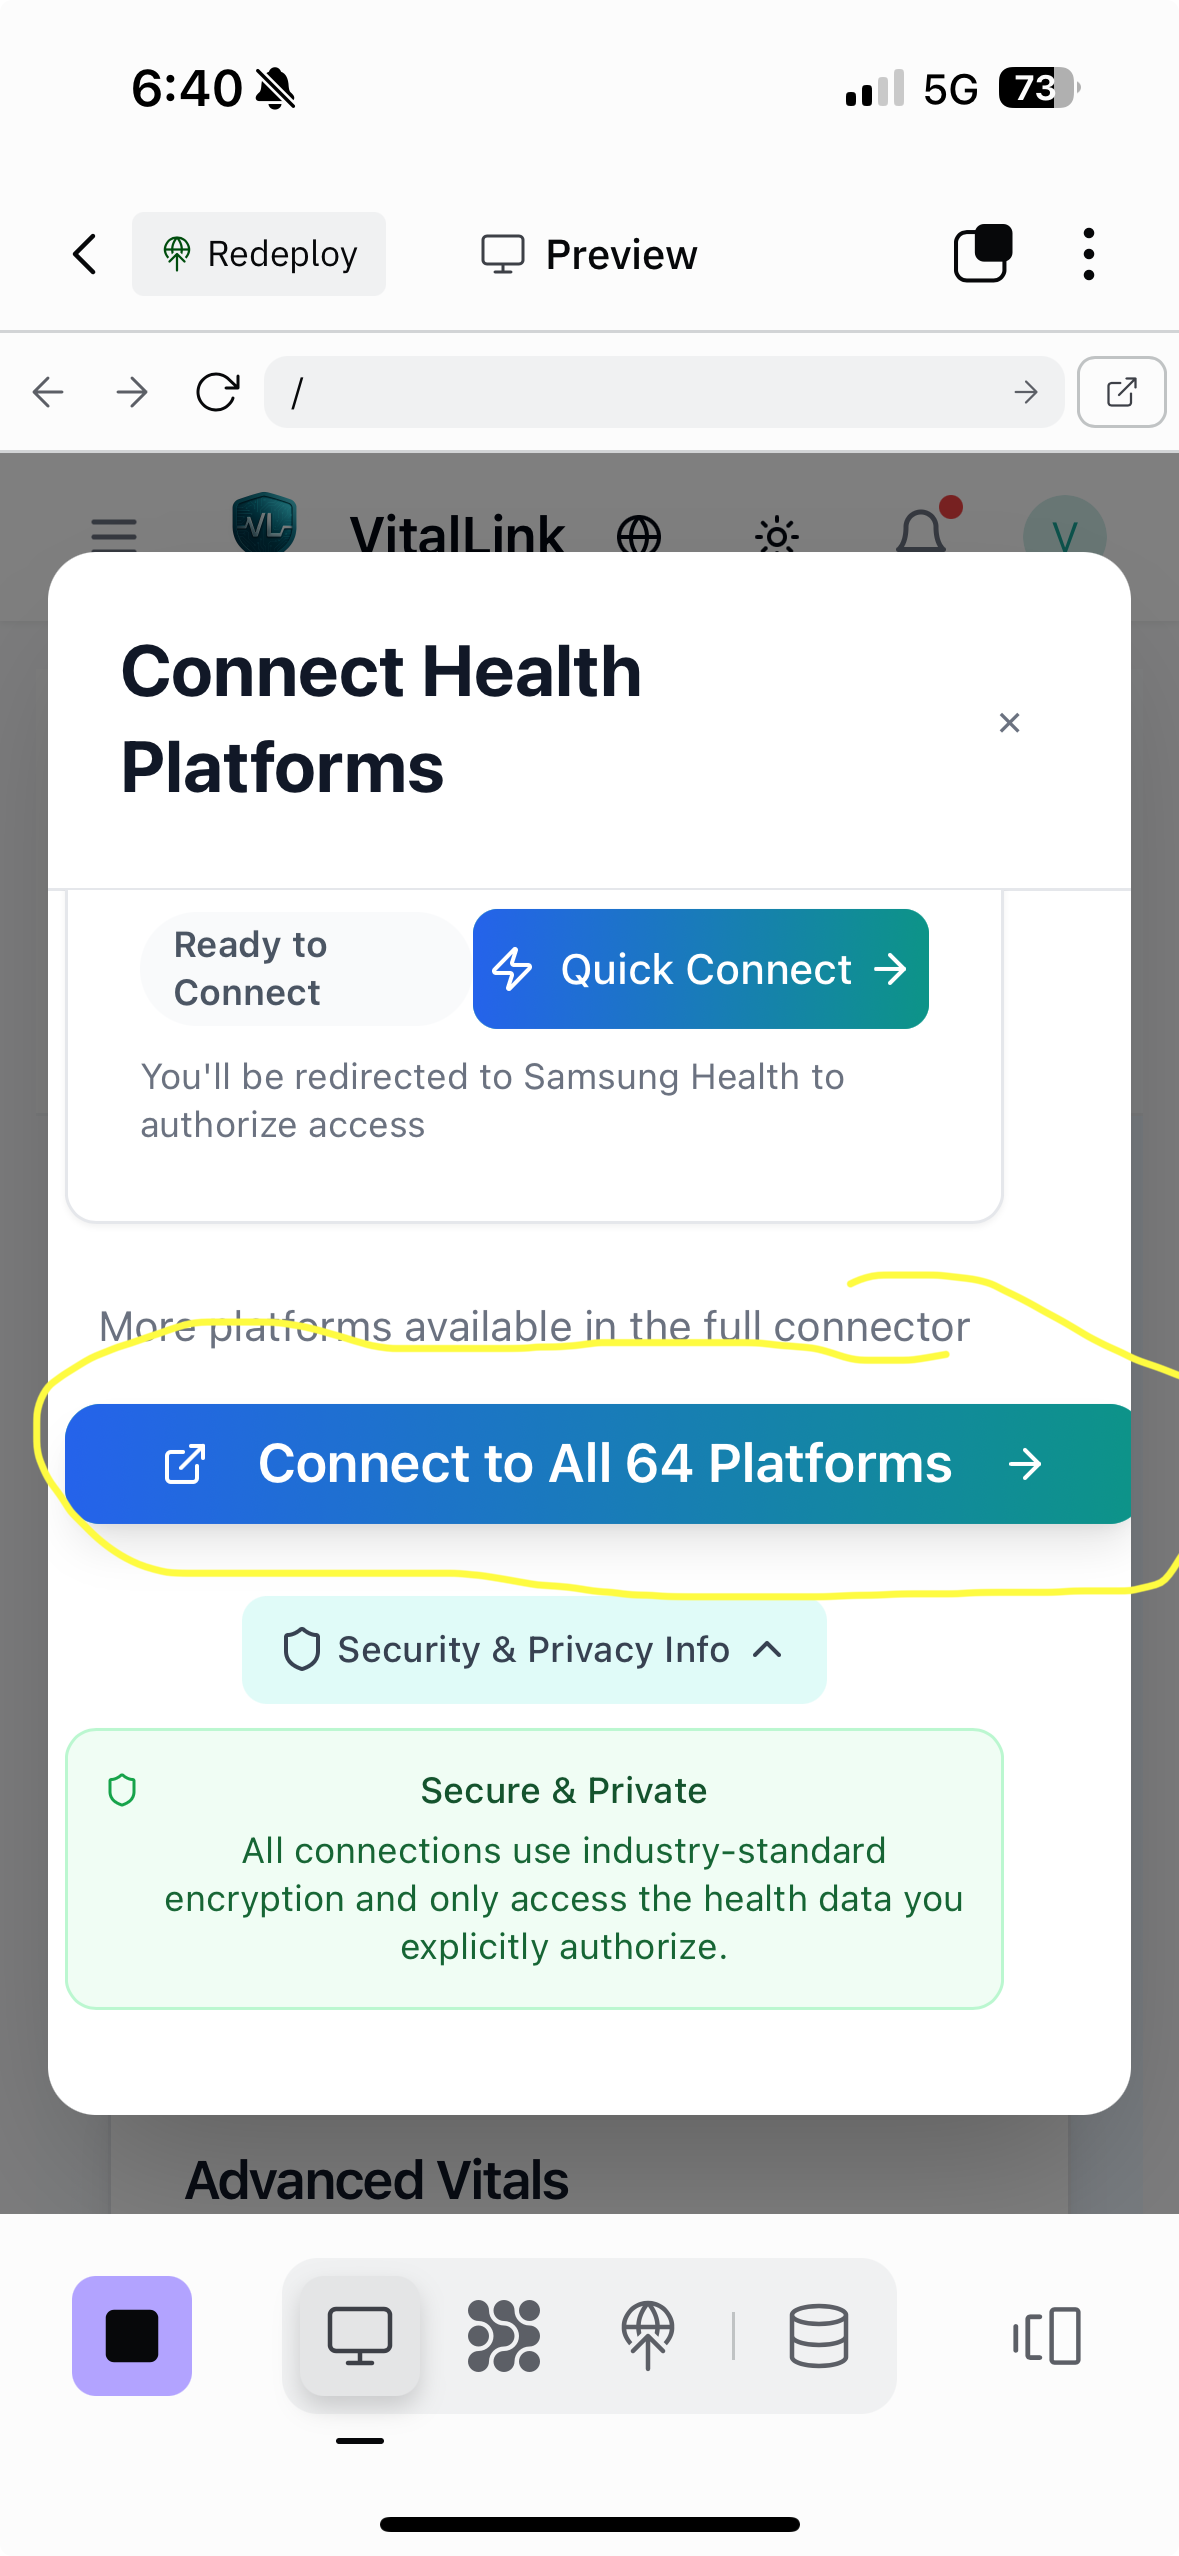 6:40
5G
73
Redeploy
Preview
/
VL
VitalLink
V
Connect Health
Platforms
Ready to
Connect
Quick Connect
You'll be redirected to Samsung Health to
authorize access
More platforms available in the full connector
Connect to All 64 Platforms
Security & Privacy Info
Secure & Private
All connections use industry-standard
encryption and only access the health data you
explicitly authorize.
Advanced Vitals